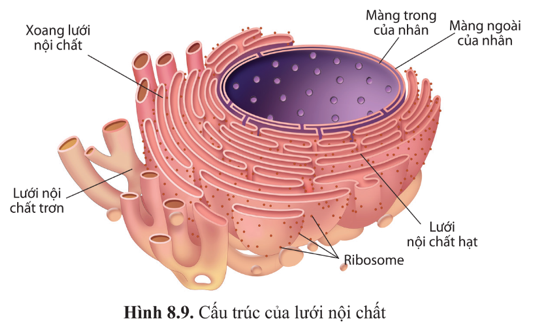 Xoang lưới
nội chất
Màng trong
của nhân
Màng ngoài
của nhân
Lưới nội
chất trơn
Lưới
nội chất hạt
Ribosome
Hình 8.9. Cấu trúc của lưới nội chất